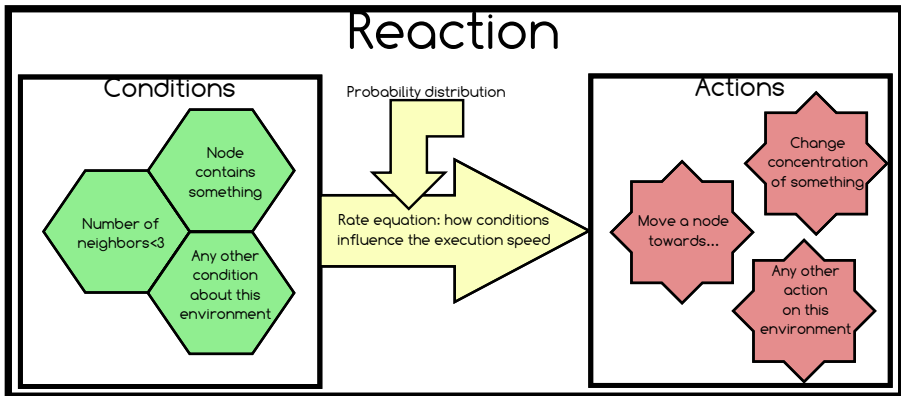 Reaction
Conditions
Probability distribution
Actions
Node
contains
something
Number of
neighbors<3
Any other
condition
about this
environment
Rate equation: how conditions
influence the execution speed
Change
concentration
of something
Move a node
towards...
Any other
action
on this
environment